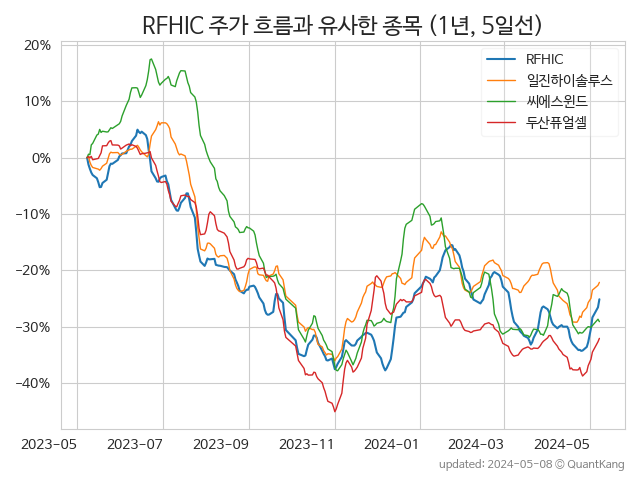 RFHIC 주가 흐름과 유사한 종목 (1년, 5일선)
20%
10%
0%
−10%
−20%
−30%
−40%
RFHIC
일진하이솔루스
씨에스윈드
두산퓨얼셀
2023-05 2023-07 2023-09 2023-11 2024-01 2024-03 2024-05
updated: 2024-05-08 © QuantKang